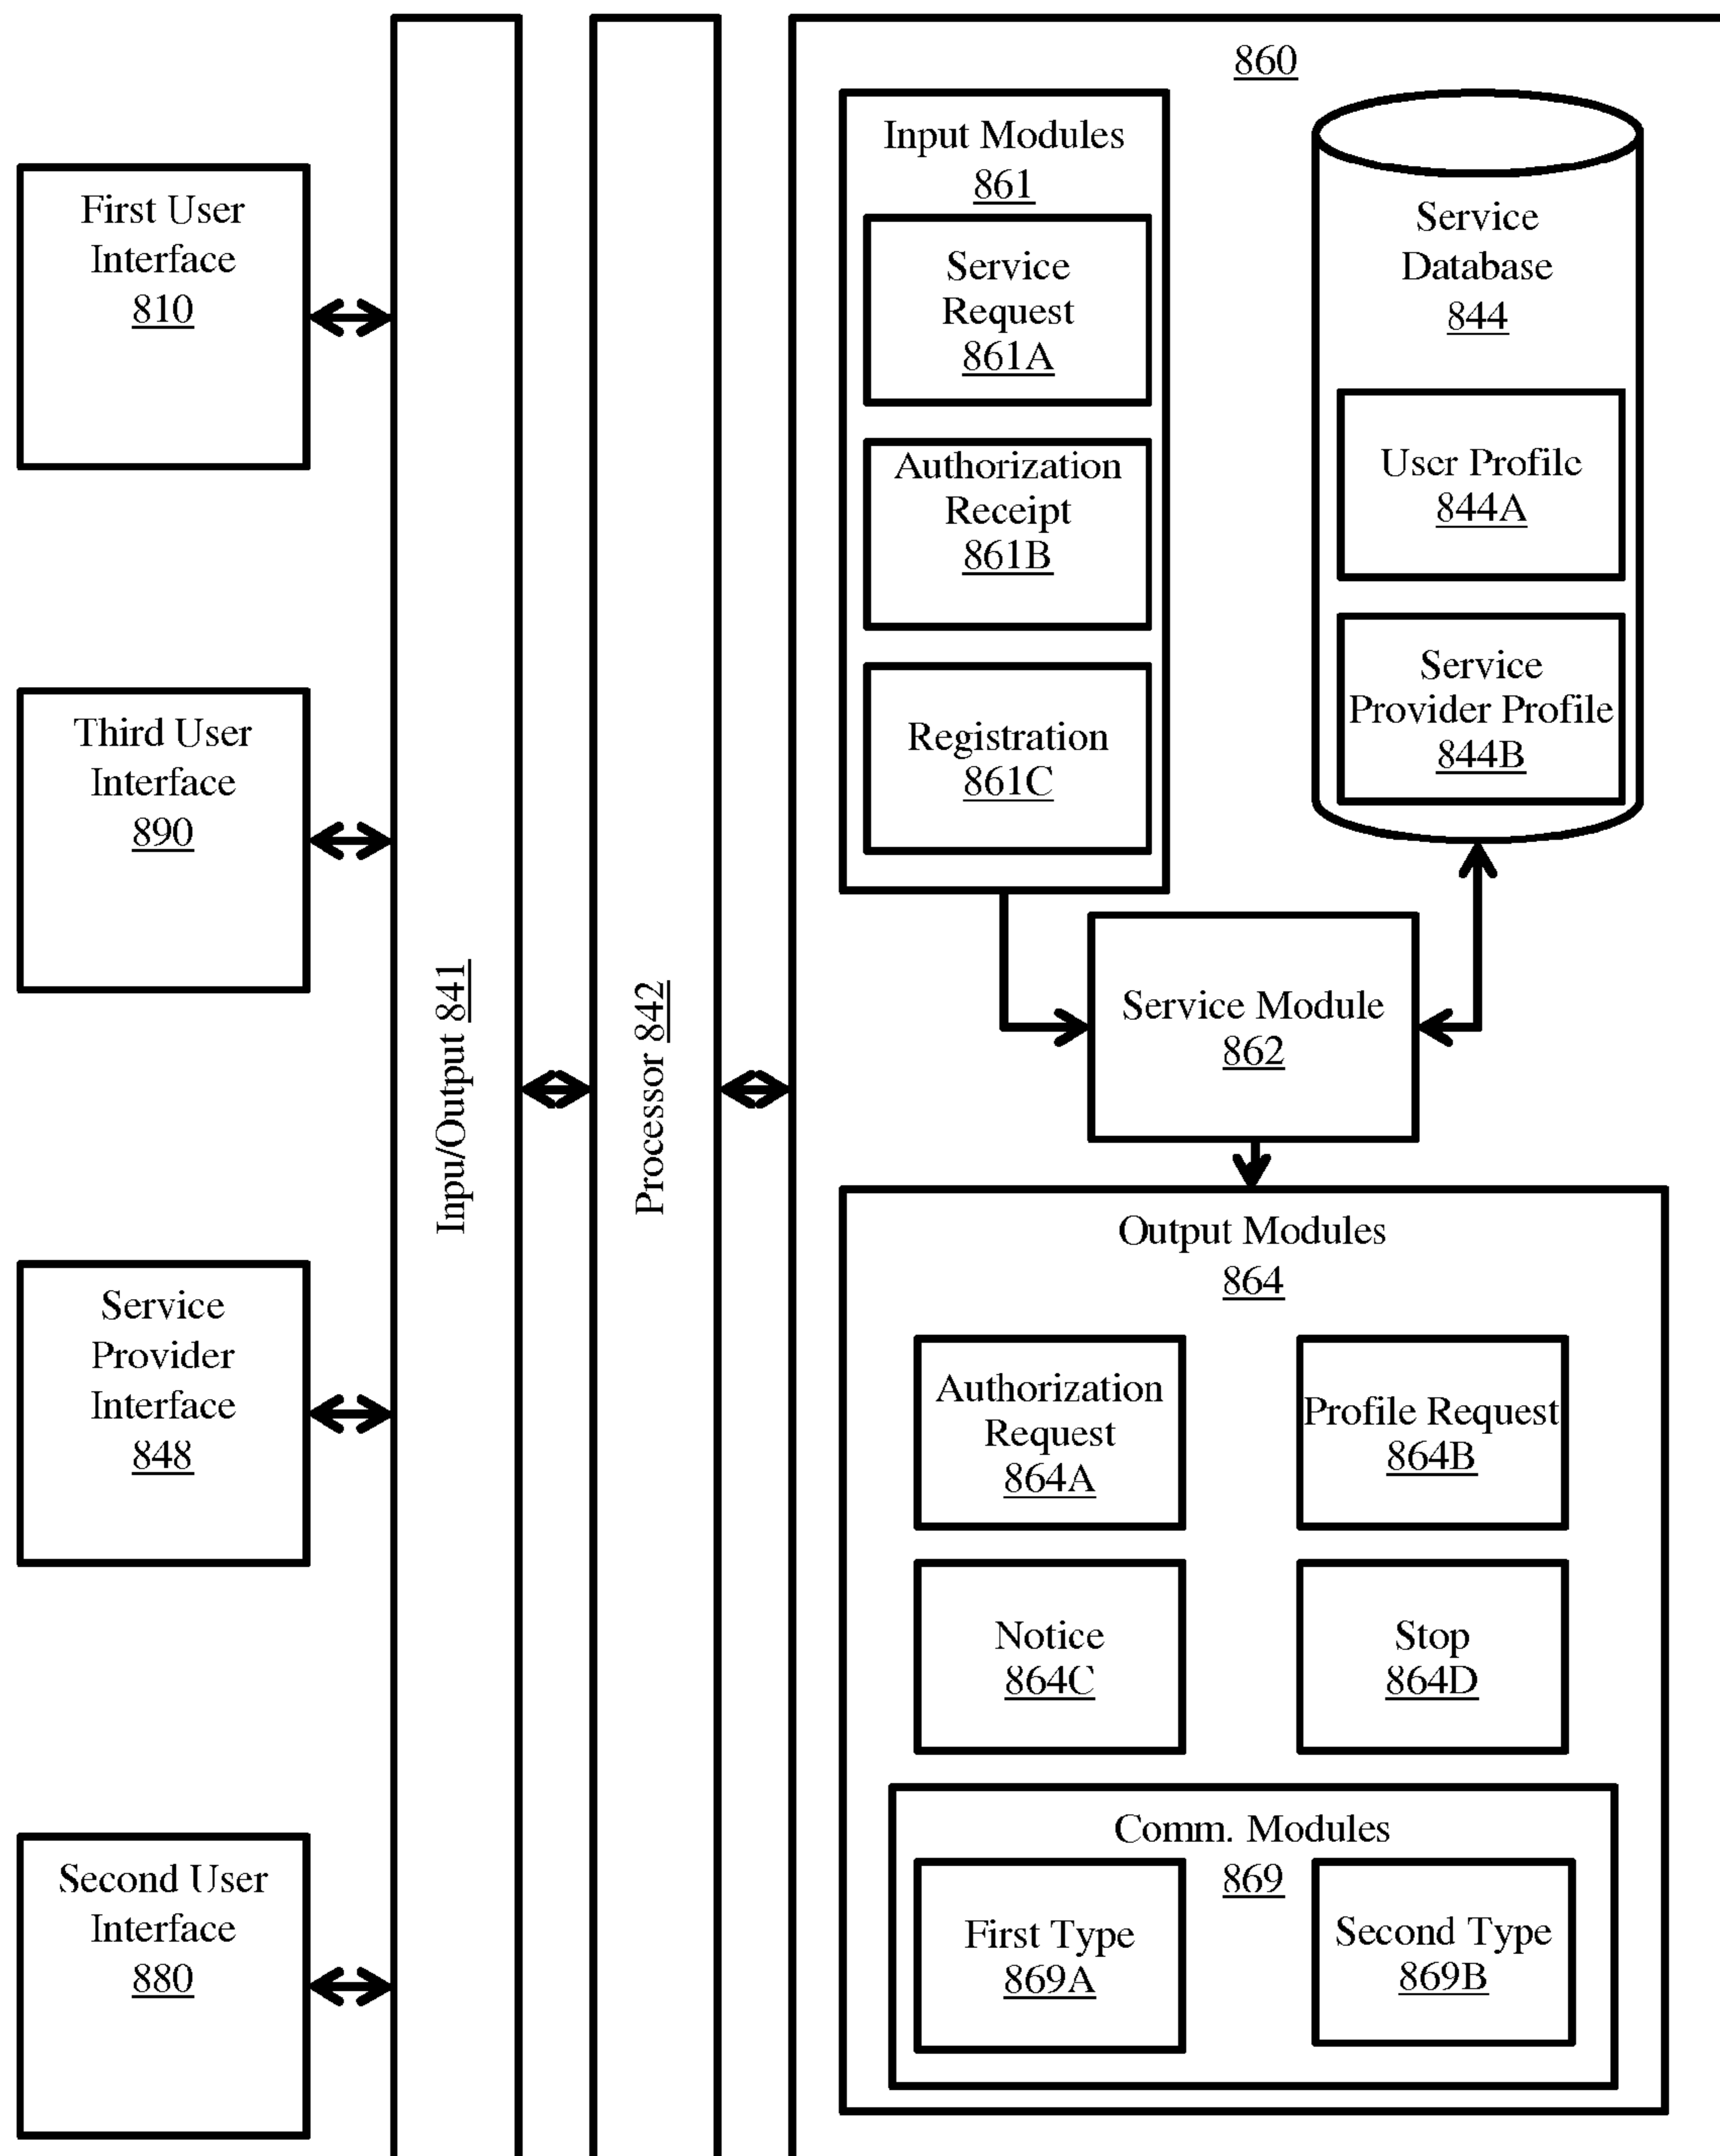 First User
Interface
810
Third User
Interface
890
Service
Provider
Interface
848
Second User
Interface
880
Inpu/Output 841
Processor 842
860
Input Modules
861
Service
Request
861A
Authorization
Receipt
861B
Registration
861C
Service
Database
844
User Profile
844A
Service
Provider Profile
844B
Service Module
862
Output Modules
864
Authorization
Request
864A
Profile Request
864B
Notice
864C
Stop
864D
Comm. Modules
869
First Type
869A
Second Type
869B